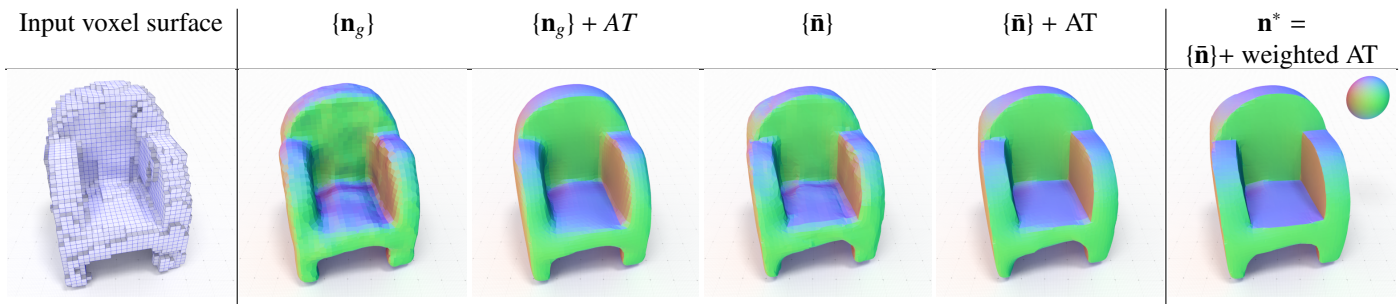 Input voxel surface
{n_g}
{n_g} + AT
{n̄}
{n̄} + AT
n* =
{n̄}+ weighted AT